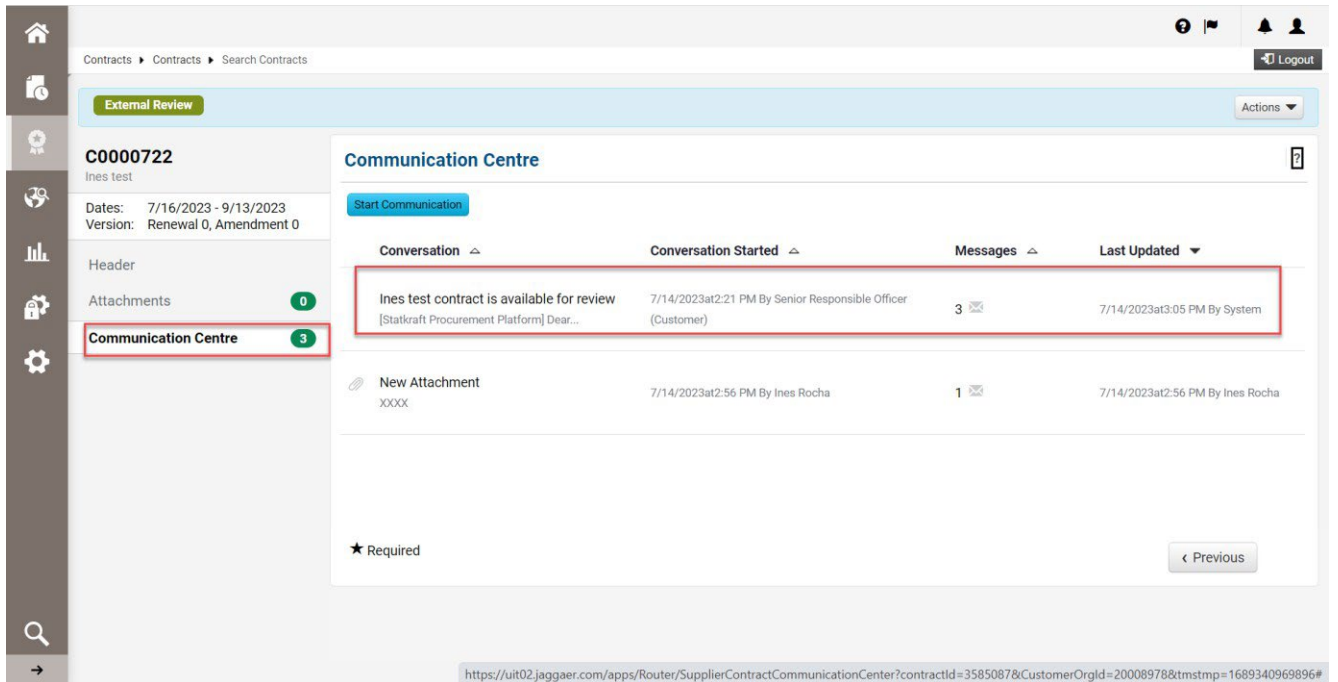 Contracts ▸ Contracts ▸ Search Contracts
Logout
External Review
Actions
C0000722
Ines test
Dates: 7/16/2023 - 9/13/2023
Version: Renewal 0, Amendment 0
Header
Attachments 0
Communication Centre 3
Communication Centre
Start Communication
Conversation Conversation Started Messages Last Updated
Ines test contract is available for review
[Statkraft Procurement Platform] Dear...
7/14/2023at2:21 PM By Senior Responsible Officer
(Customer)
3
7/14/2023at3:05 PM By System
New Attachment
XXXX
7/14/2023at2:56 PM By Ines Rocha
1
7/14/2023at2:56 PM By Ines Rocha
★ Required
‹ Previous
https://uit02.jaggaer.com/apps/Router/SupplierContractCommunicationCenter?contractId=3585087&CustomerOrgId=20008978&tmstmp=1689340969896#